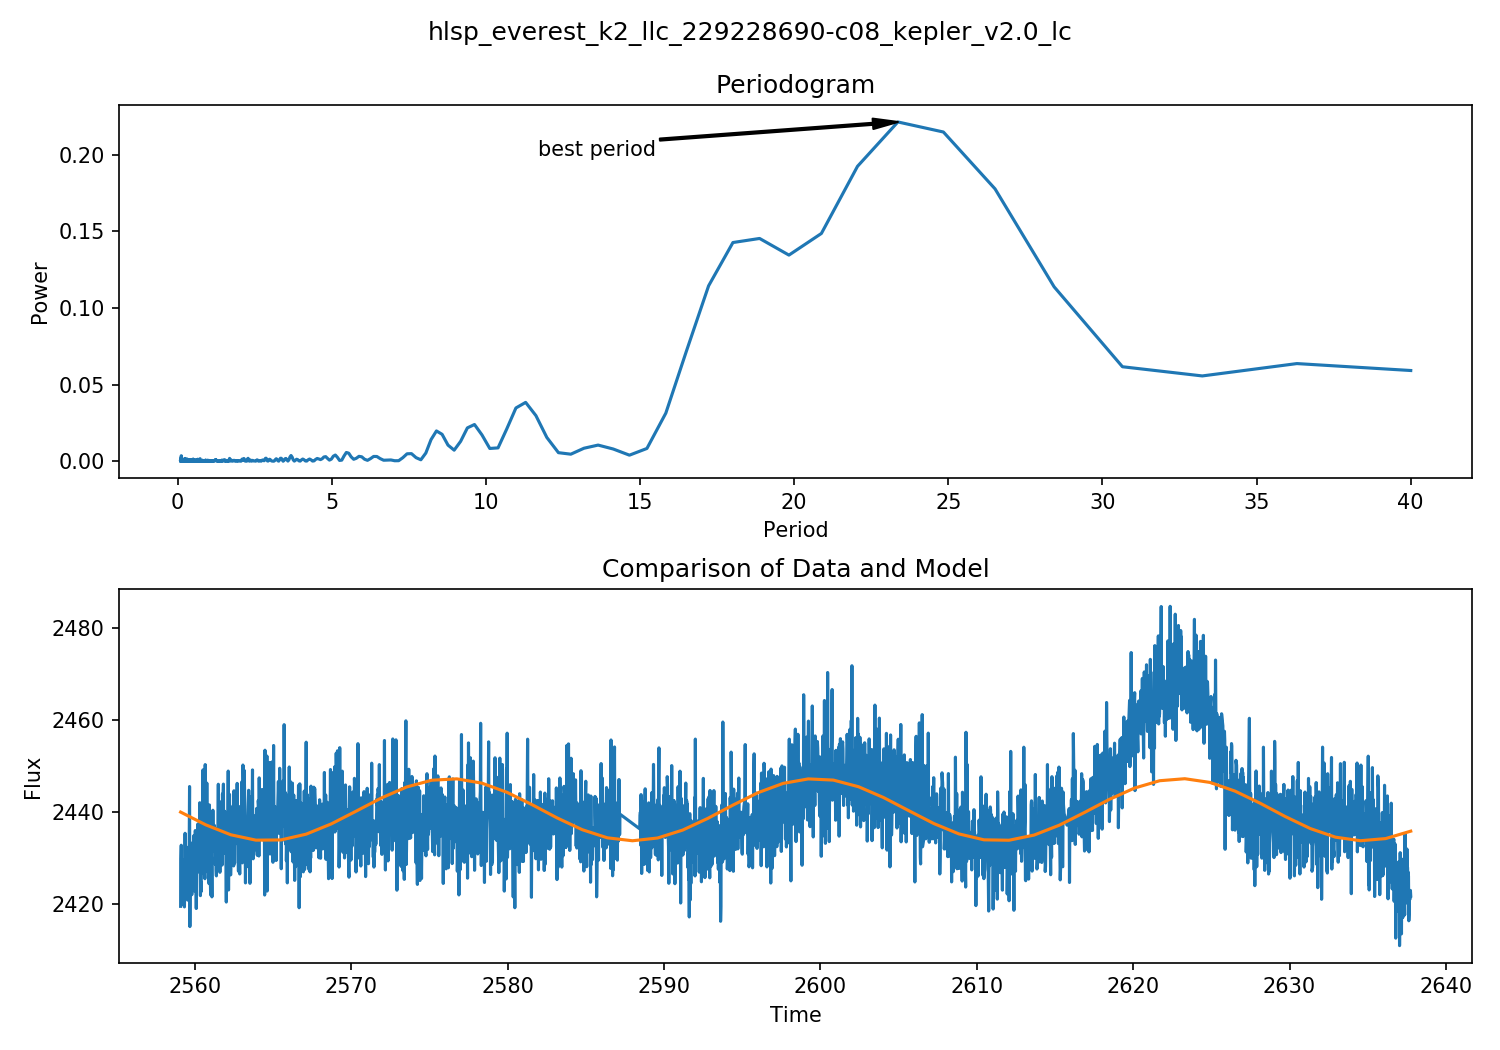 hlsp_everest_k2_llc_229228690-c08_kepler_v2.0_lc
Periodogram
best period
Power
0.20
0.15
0.10
0.05
0.00
0 5 10 15 20 25 30 35 40
Period
Comparison of Data and Model
Flux
2480
2460
2440
2420
2560 2570 2580 2590 2600 2610 2620 2630 2640
Time